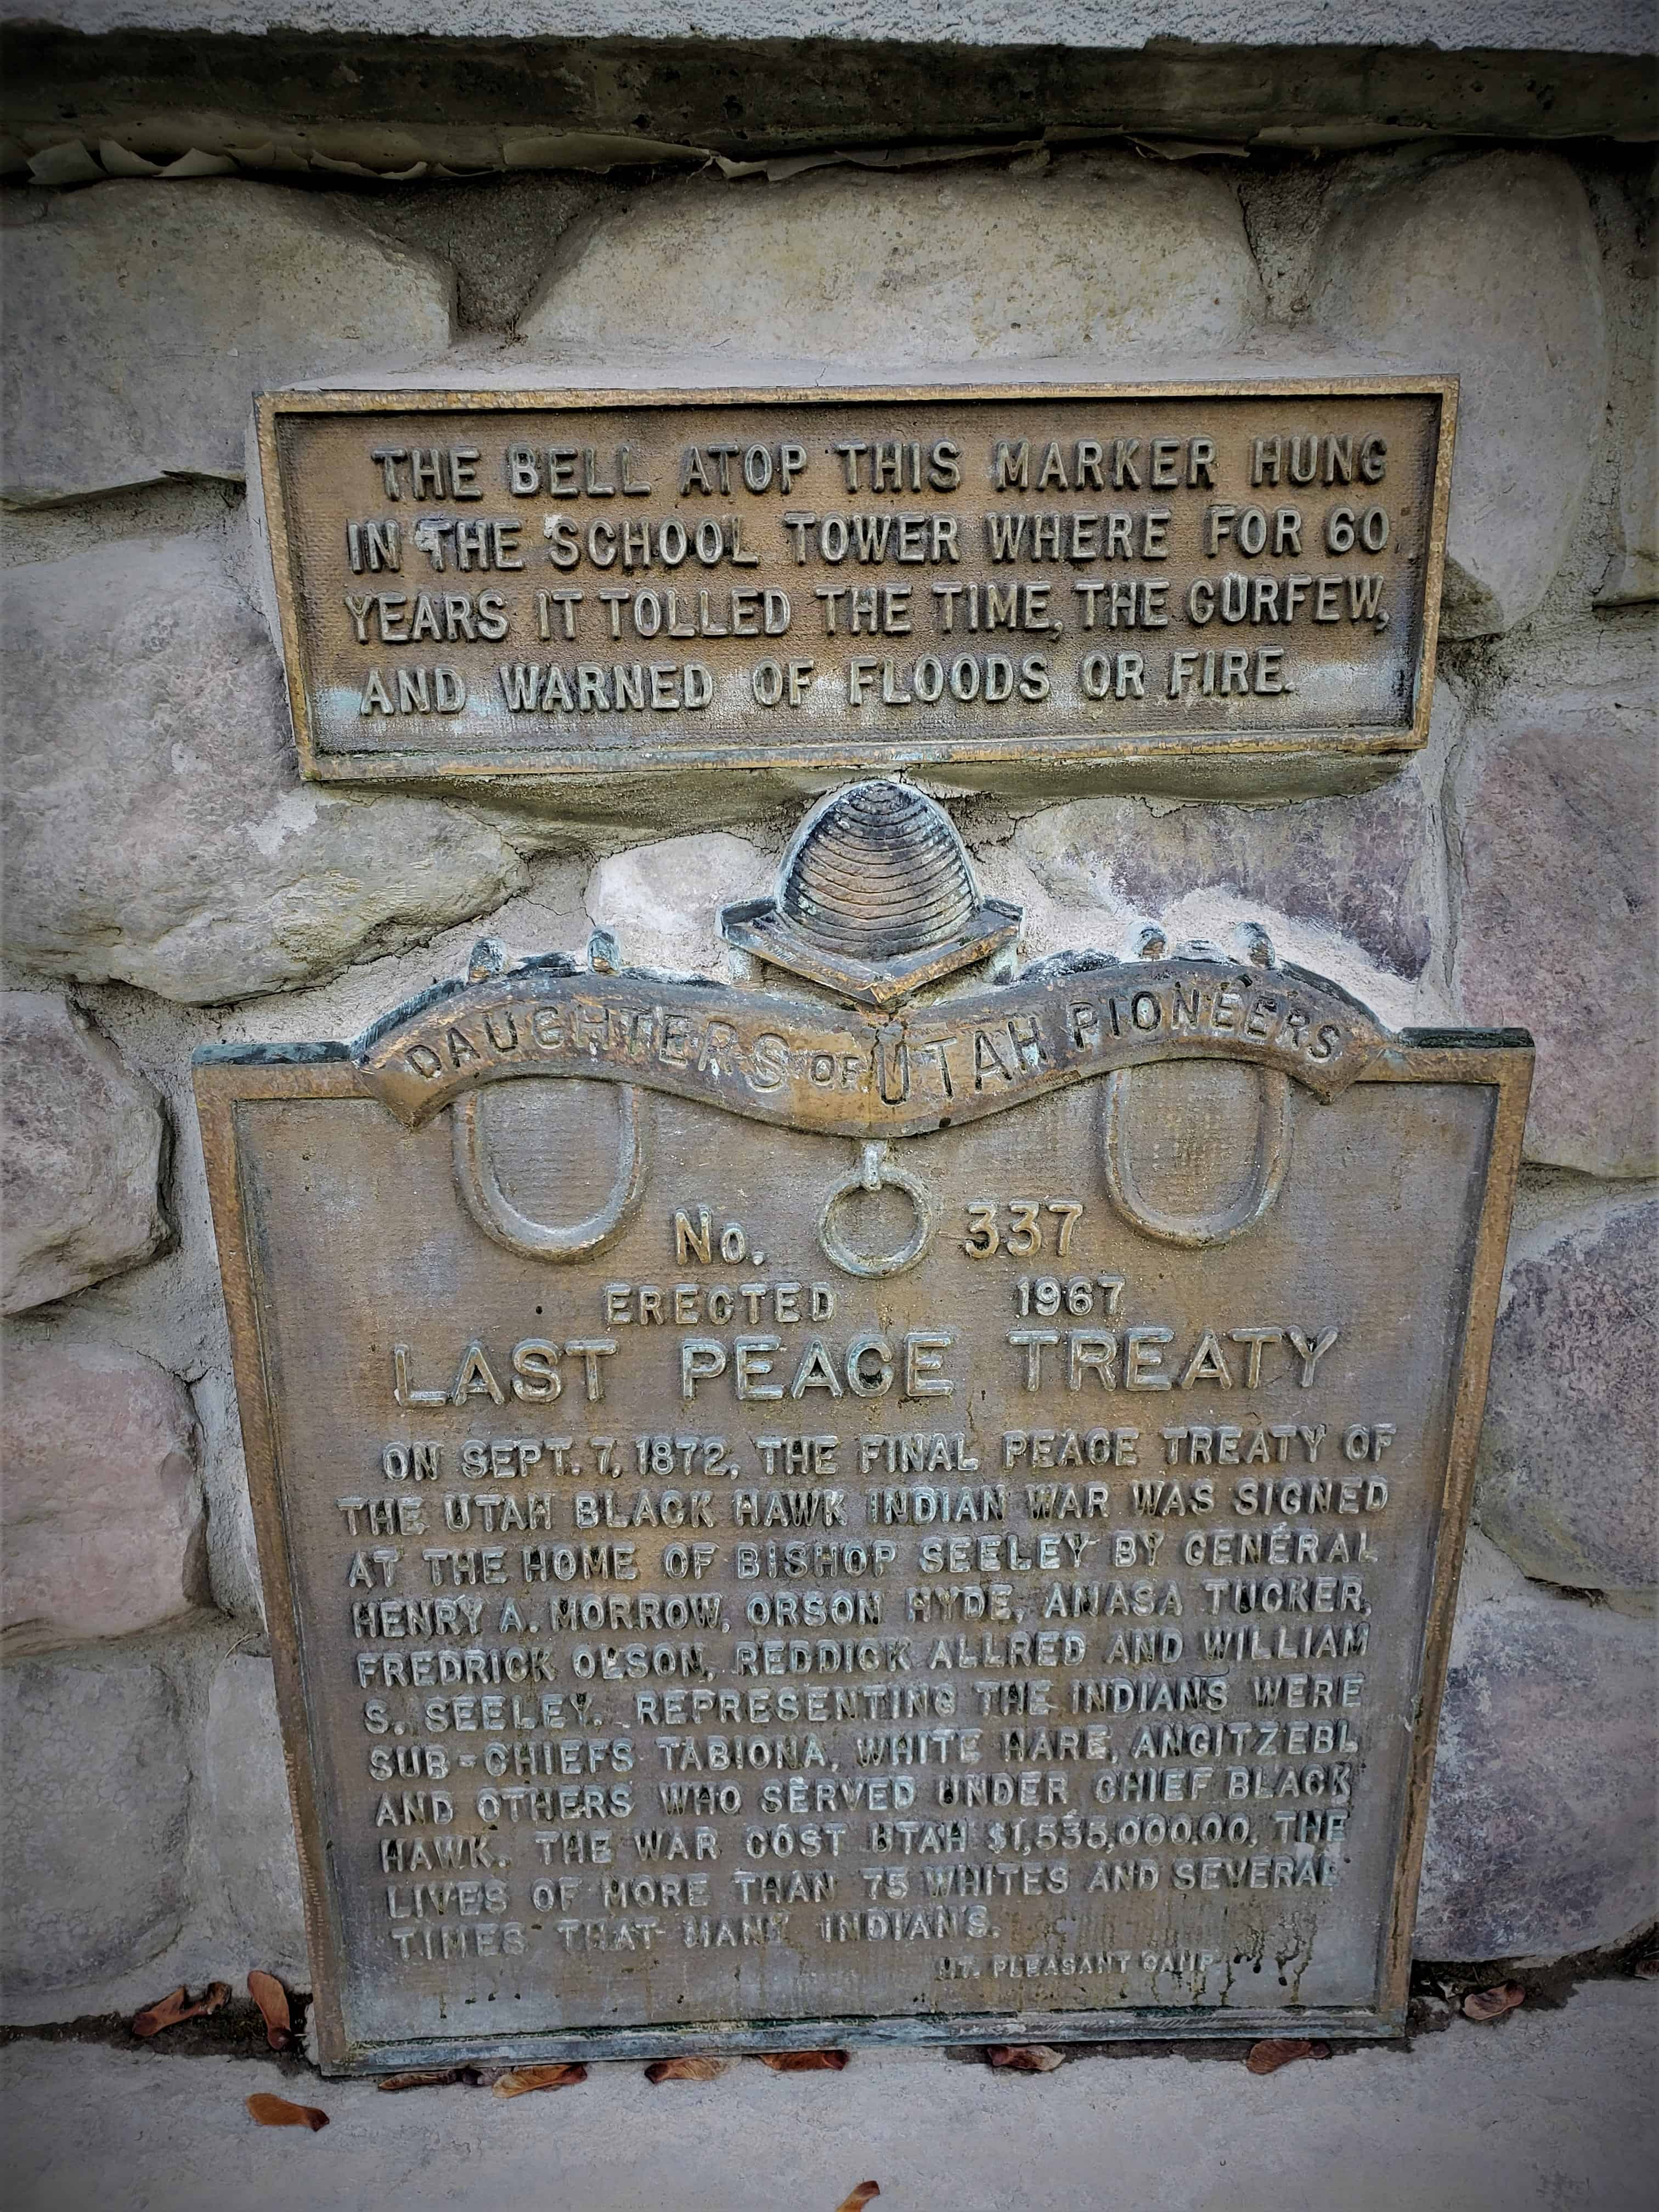 THE BELL ATOP THIS MARKER HUNG
IN THE SCHOOL TOWER WHERE FOR 60
YEARS IT TOLLED THE TIME, THE CURFEW,
AND WARNED OF FLOODS OR FIRE.
DAUGHTERS OF UTAH PIONEERS
No. 337
ERECTED 1967
LAST PEACE TREATY
ON SEPT. 7, 1872, THE FINAL PEACE TREATY OF
THE UTAH BLACK HAWK INDIAN WAR WAS SIGNED
AT THE HOME OF BISHOP SEELEY BY GENERAL
HENRY A. MORROW, ORSON HYDE, ANASA TUCKER,
FREDRICK OLSON, REDDICK ALLRED AND WILLIAM
S. SEELEY. REPRESENTING THE INDIANS WERE
SUB-CHIEFS TABIONA, WHITE HARE, ANGITZEBL
AND OTHERS WHO SERVED UNDER CHIEF BLACK
HAWK. THE WAR COST UTAH $1,535,000.00, THE
LIVES OF MORE THAN 75 WHITES AND SEVERAL
TIMES THAT MANY INDIANS.
MT. PLEASANT CAMP